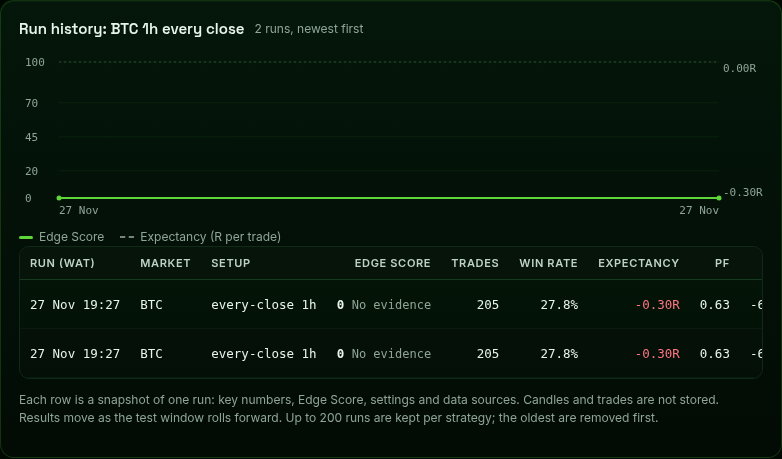 Run history: BTC 1h every close 2 runs, newest first
100
0.00R
70
45
20
0
-0.30R
27 Nov 27 Nov
Edge Score Expectancy (R per trade)
RUN (WAT) MARKET SETUP EDGE SCORE TRADES WIN RATE EXPECTANCY PF
27 Nov 19:27 BTC every-close 1h 0 No evidence 205 27.8% -0.30R 0.63
27 Nov 19:27 BTC every-close 1h 0 No evidence 205 27.8% -0.30R 0.63
Each row is a snapshot of one run: key numbers, Edge Score, settings and data sources. Candles and trades are not stored.
Results move as the test window rolls forward. Up to 200 runs are kept per strategy; the oldest are removed first.